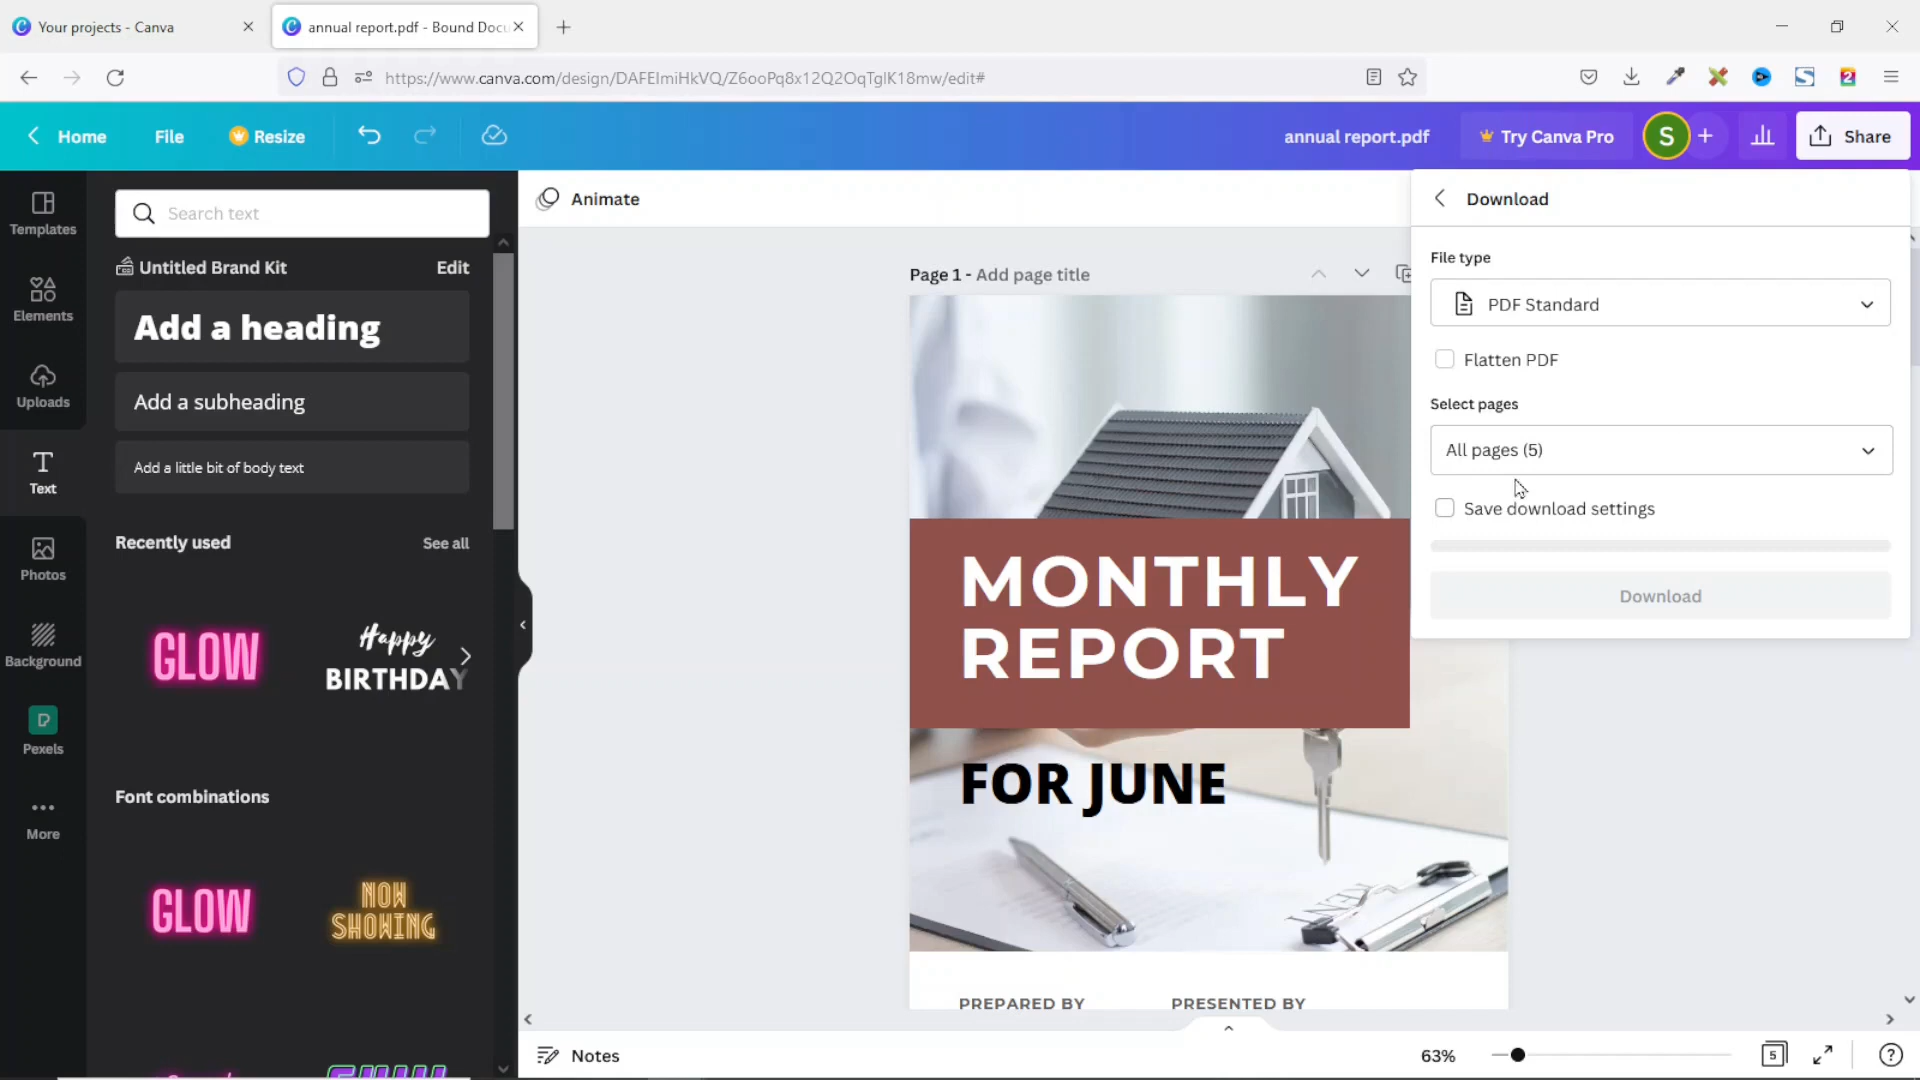 Your projects - Canva
annual report.pdf - Bound Docu
https://www.canva.com/design/DAFEImiHkVQ/Z6ooPq8x12Q2OqTglK18mw/edit#
2
Home
File
Resize
annual report.pdf
Try Canva Pro
S
Share
Templates
Elements
Uploads
Text
Photos
Background
Pexels
More
Search text
Untitled Brand Kit
Edit
Add a heading
Add a subheading
Add a little bit of body text
Recently used
See all
GLOW
Happy
BIRTHDAY
Font combinations
GLOW
NOW
SHOWING
Animate
Page 1 - Add page title
MONTHLY
REPORT
FOR JUNE
PREPARED BY
PRESENTED BY
Download
File type
PDF Standard
Flatten PDF
Select pages
All pages (5)
Save download settings
Download
Notes
63%
5